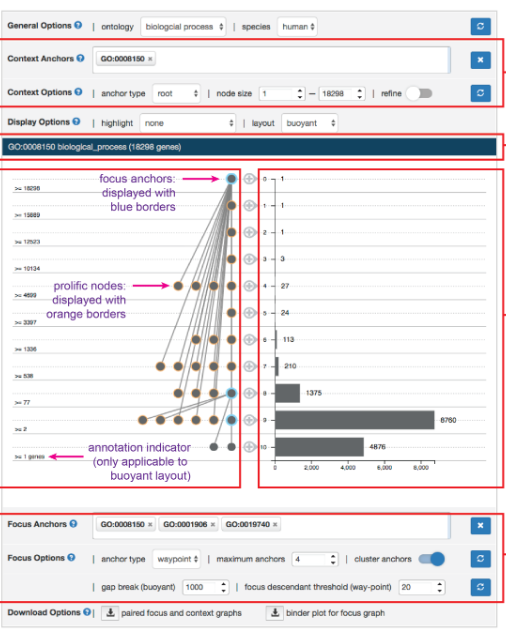 General Options ? | ontology biologcial process | species human
Context Anchors ? GO:0008150 ×
Context Options ? | anchor type root | node size 1 — 18298 | refine
Display Options ? | highlight none | layout buoyant
GO:0008150 biological_process (18298 genes)
focus anchors:
displayed with
blue borders
>= 18298
>= 15889
>= 12523
>= 10134
>= 4699
>= 3397
>= 1336
>= 538
>= 77
>= 2
>= 1 genes
prolific nodes:
displayed with
orange borders
annotation indicator
(only applicable to
buoyant layout)
0 1
1 1
2 1
3 3
4 27
5 24
6 113
7 210
8 1375
9 8760
10 4876
0 2,000 4,000 6,000 8,000
Focus Anchors ? GO:0008150 × GO:0001906 × GO:0019740 ×
Focus Options ? | anchor type waypoint | maximum anchors 4 | cluster anchors
| gap break (buoyant) 1000 | focus descendant threshold (way-point) 20
Download Options ? | paired focus and context graphs binder plot for focus graph